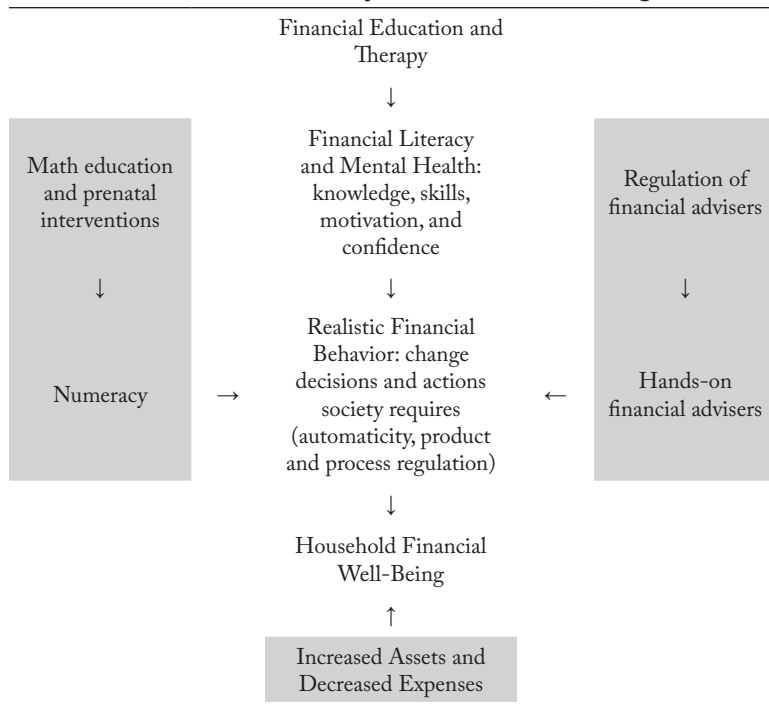 Financial Education and
Therapy
↓
Math education
and prenatal
interventions
Financial Literacy
and Mental Health:
knowledge, skills,
motivation, and
confidence
Regulation of
financial advisers
↓ ↓ ↓
Numeracy
→
Realistic Financial
Behavior: change
decisions and actions
society requires
(automaticity, product
and process regulation)
←
Hands-on
financial advisers
↓
Household Financial
Well-Being
↑
Increased Assets and
Decreased Expenses